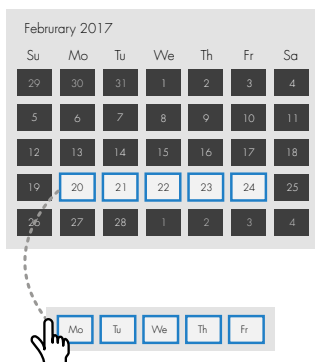 Februrary 2017
Su Mo Tu We Th Fr Sa
29 30 31 1 2 3 4
5 6 7 8 9 10 11
12 13 14 15 16 17 18
19 20 21 22 23 24 25
26 27 28 1 2 3 4
Mo Tu We Th Fr